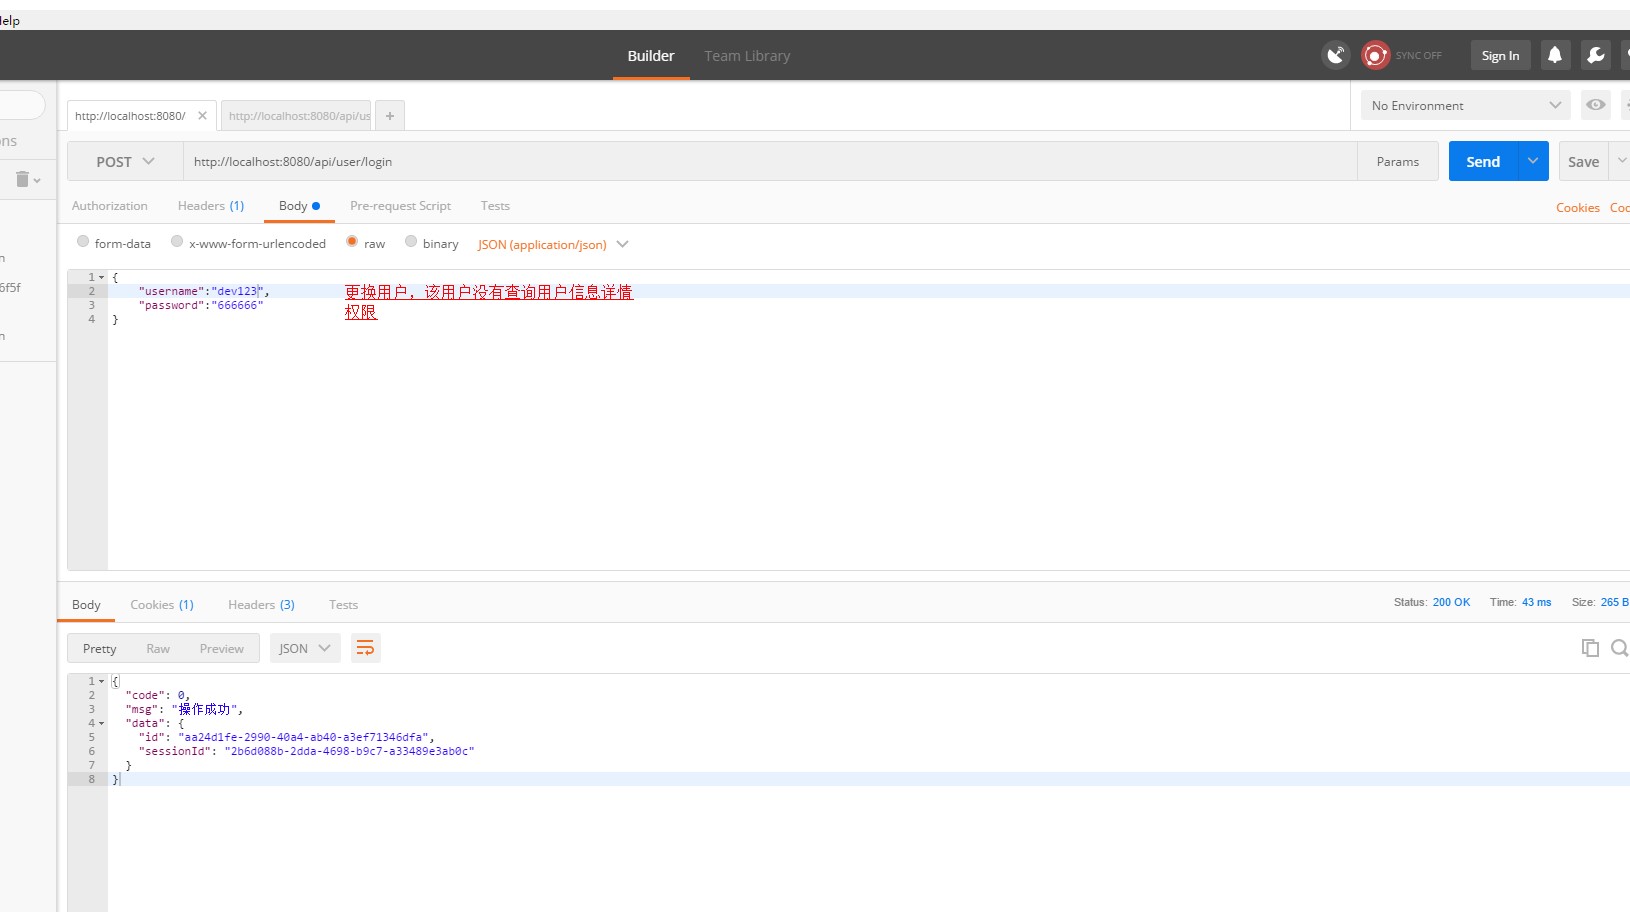 Help
Builder
Team Library
SYNC OFF
Sign In
http://localhost:8080/
http://localhost:8080/api/us
No Environment
POST
http://localhost:8080/api/user/login
Params
Send
Save
Authorization
Headers (1)
Body
Pre-request Script
Tests
Cookies
form-data
x-www-form-urlencoded
raw
binary
JSON (application/json)
1 {
2 "username":"dev123",
3 "password":"666666"
4 }
更换用户，该用户没有查询用户信息详情
权限
6f5f
Body
Cookies (1)
Headers (3)
Tests
Status: 200 OK
Time: 43 ms
Size: 265 B
Pretty
Raw
Preview
JSON
1 {
2 "code": 0,
3 "msg": "操作成功",
4 "data": {
5 "id": "aa24d1fe-2990-40a4-ab40-a3ef71346dfa",
6 "sessionId": "2b6d088b-2dda-4698-b9c7-a33489e3ab0c"
7 }
8 }